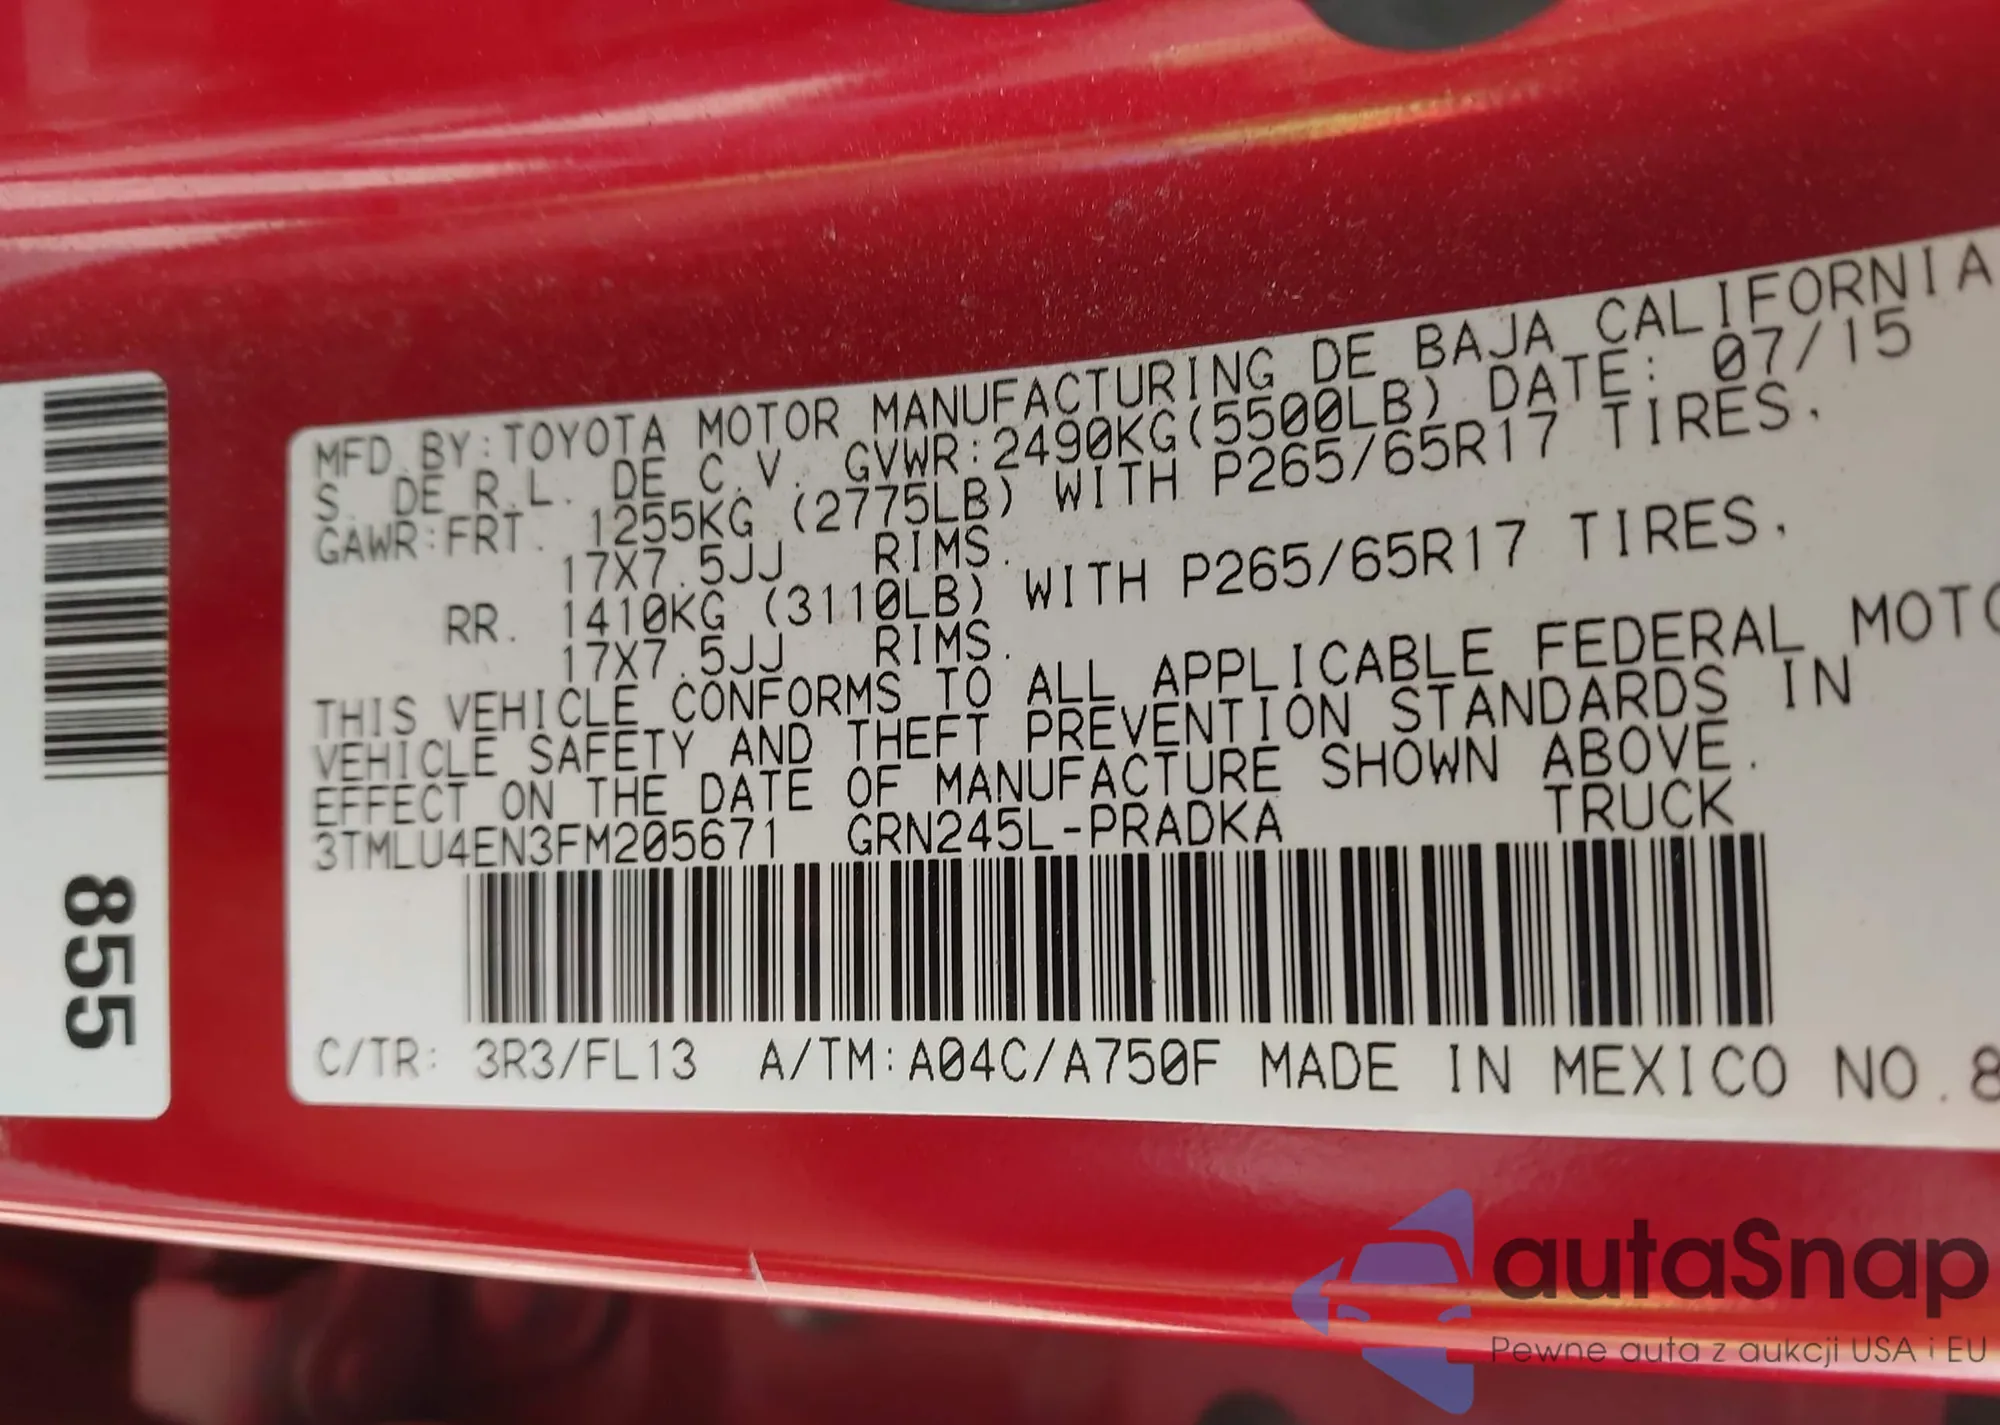 MFD.BY:TOYOTA MOTOR MANUFACTURING DE BAJA CALIFORNIA
S. DE R.L. DE C.V. GVWR:2490KG(5500LB) DATE: 07/15
GAWR:FRT. 1255KG (2775LB) WITH P265/65R17 TIRES.
17X7.5JJ RIMS.
RR. 1410KG (3110LB) WITH P265/65R17 TIRES.
17X7.5JJ RIMS.
THIS VEHICLE CONFORMS TO ALL APPLICABLE FEDERAL MOTO
VEHICLE SAFETY AND THEFT PREVENTION STANDARDS IN
EFFECT ON THE DATE OF MANUFACTURE SHOWN ABOVE.
3TMLU4EN3FM205671 GRN245L-PRADKA TRUCK
C/TR: 3R3/FL13 A/TM:A04C/A750F MADE IN MEXICO NO.8
855
autaSnap
Pewne auta z aukcji USA i EU